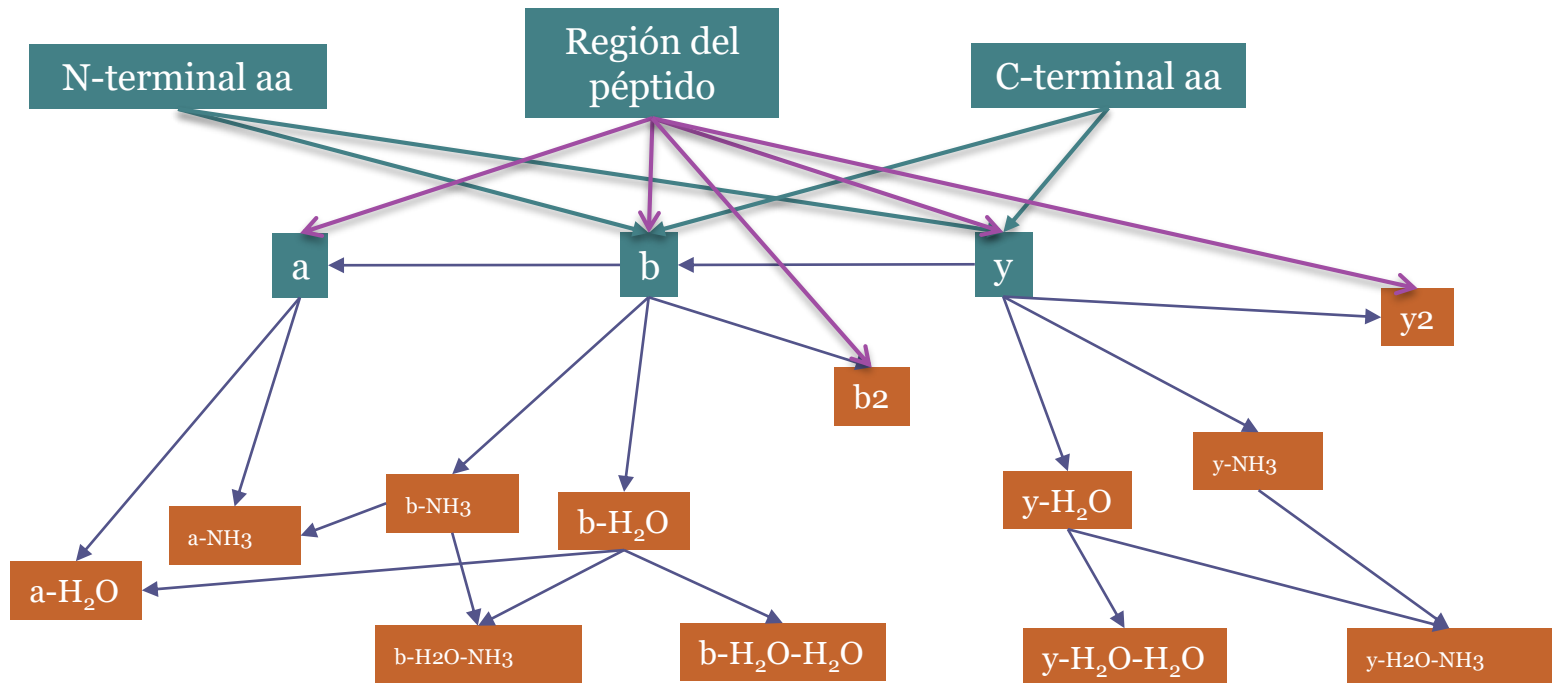 N-terminal aa
Región del
péptido
C-terminal aa
a
b
y
y2
b2
y-NH3
b-NH3
b-H₂O
y-H₂O
a-NH3
a-H₂O
b-H2O-NH3
b-H₂O-H₂O
y-H₂O-H₂O
y-H2O-NH3